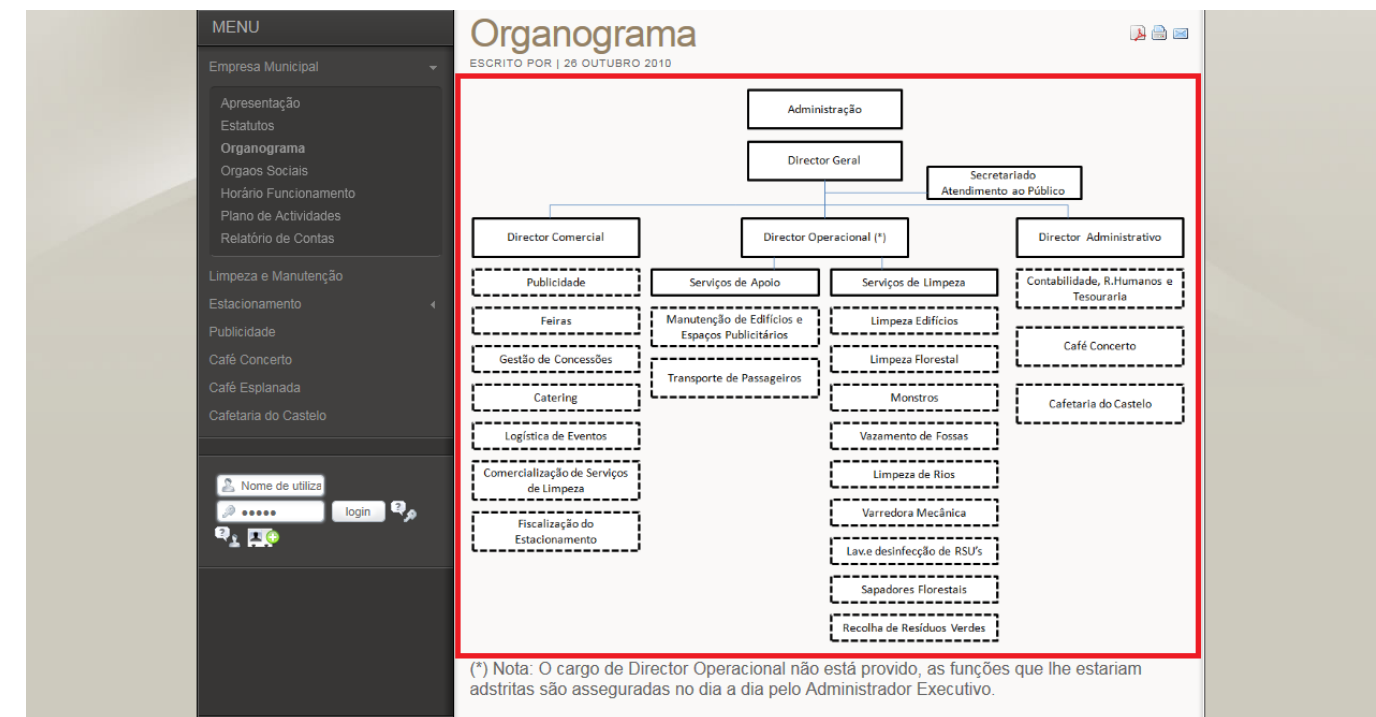 MENU
Empresa Municipal
Apresentação
Estatutos
Organograma
Orgaos Sociais
Horário Funcionamento
Plano de Actividades
Relatório de Contas
Limpeza e Manutenção
Estacionamento
Publicidade
Café Concerto
Café Esplanada
Cafetaria do Castelo
Nome de utiliza
login
Organograma
ESCRITO POR | 26 OUTUBRO 2010
Administração
Director Geral
Secretariado
Atendimento ao Público
Director Comercial
Director Operacional (*)
Director Administrativo
Publicidade
Feiras
Gestão de Concessões
Catering
Logística de Eventos
Comercialização de Serviços
de Limpeza
Fiscalização do
Estacionamento
Serviços de Apoio
Manutenção de Edifícios e
Espaços Publicitários
Transporte de Passageiros
Serviços de Limpeza
Limpeza Edifícios
Limpeza Florestal
Monstros
Vazamento de Fossas
Limpeza de Rios
Varredora Mecânica
Lav.e desinfecção de RSU's
Sapadores Florestais
Recolha de Resíduos Verdes
Contabilidade, R.Humanos e
Tesouraria
Café Concerto
Cafetaria do Castelo
(*) Nota: O cargo de Director Operacional não está provido, as funções que lhe estariam
adstritas são asseguradas no dia a dia pelo Administrador Executivo.